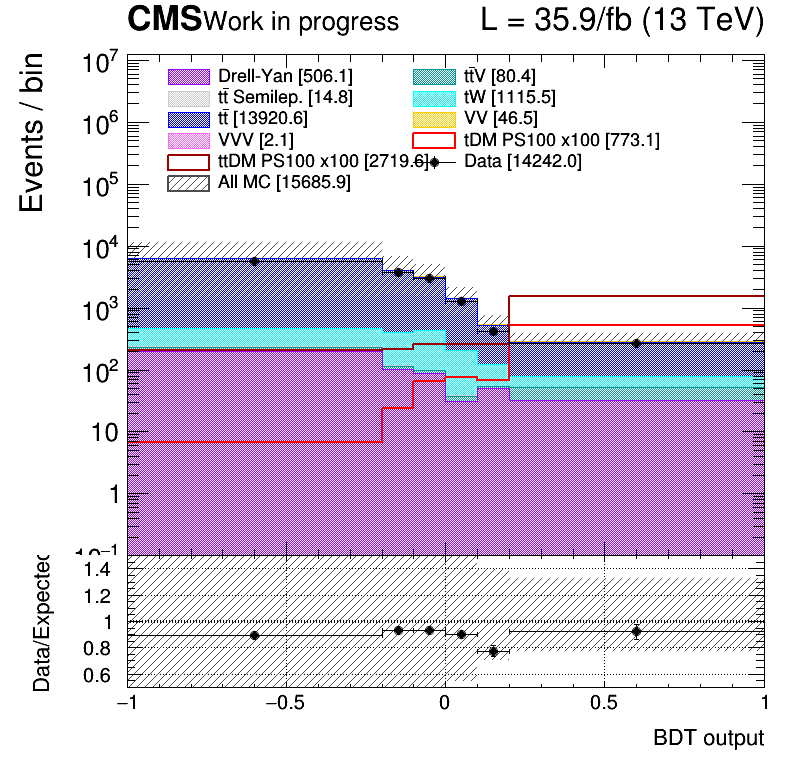 CMS Work in progress L = 35.9/fb (13 TeV)
Events / bin
10⁷
10⁶
10⁵
10⁴
10³
10²
10
1
10⁻¹
Drell-Yan [506.1] tt̄V [80.4]
tt̄ Semilep. [14.8] tW [1115.5]
tt̄ [13920.6] VV [46.5]
VVV [2.1] tDM PS100 x100 [773.1]
ttDM PS100 x100 [2719.6] Data [14242.0]
All MC [15685.9]
Data/Expected
1.4
1.2
1
0.8
0.6
−1 −0.5 0 0.5 1
BDT output